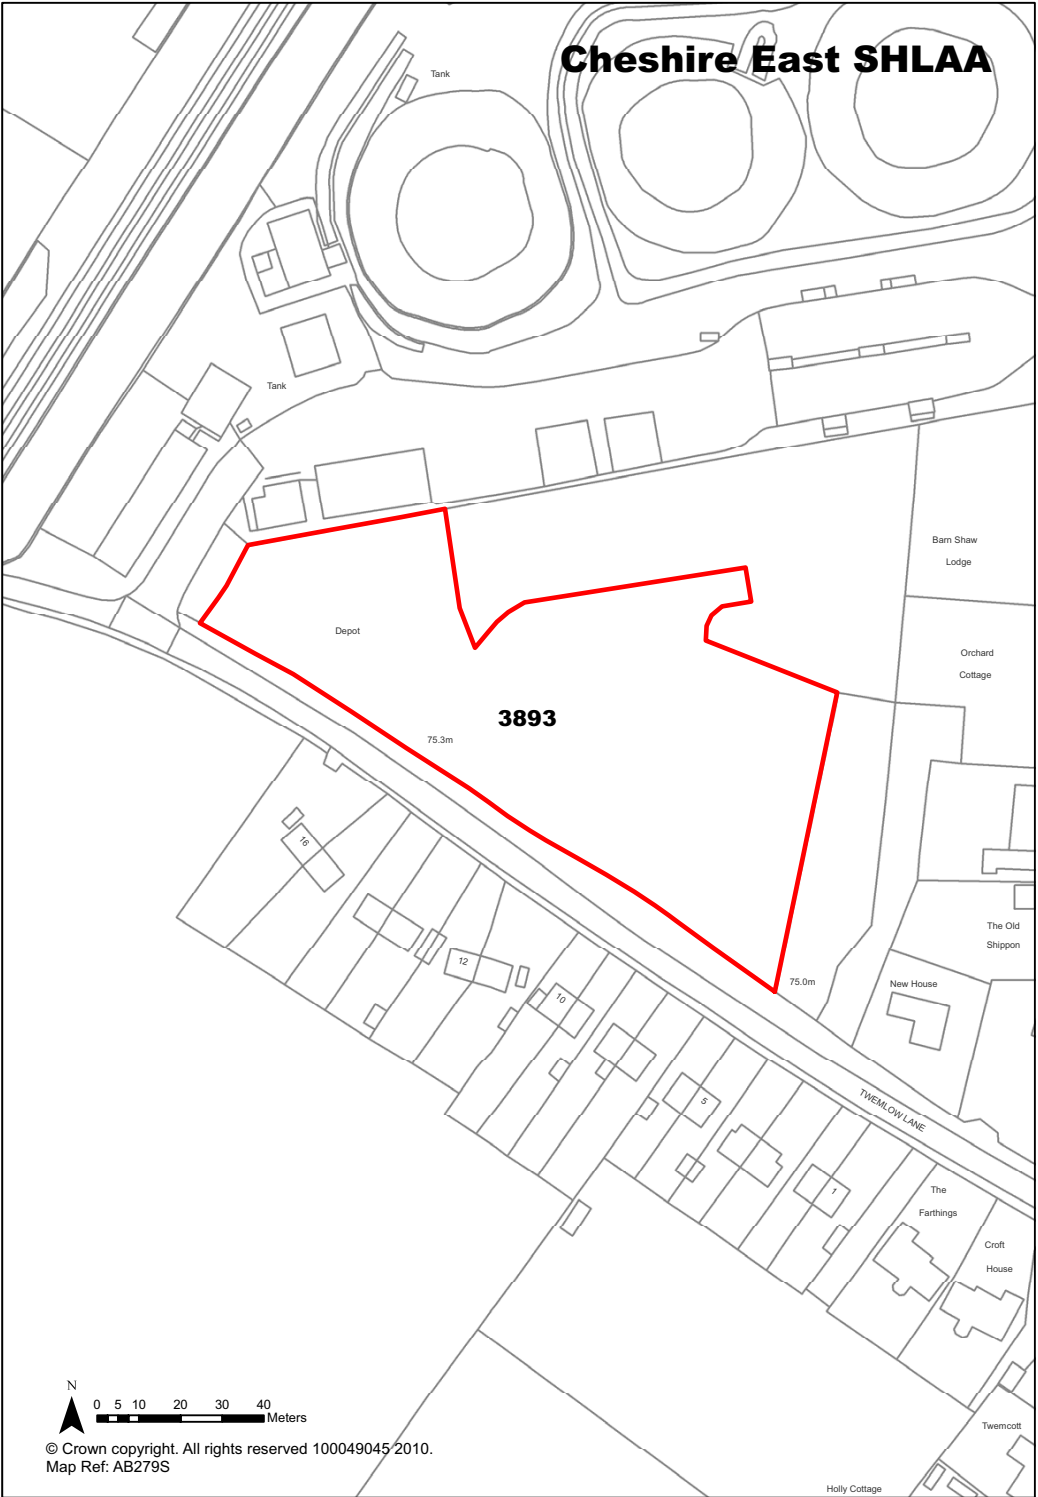 Cheshire East SHLAA
Tank
Tank
Barn Shaw
Lodge
Depot
Orchard
Cottage
3893
75.3m
16
The Old
Shippon
12
75.0m
New House
10
5
TWEMLOW LANE
1
The
Farthings
Croft
House
N
0 5 10 20 30 40
Meters
Twemcott
© Crown copyright. All rights reserved 100049045 2010.
Map Ref: AB279S
Holly Cottage